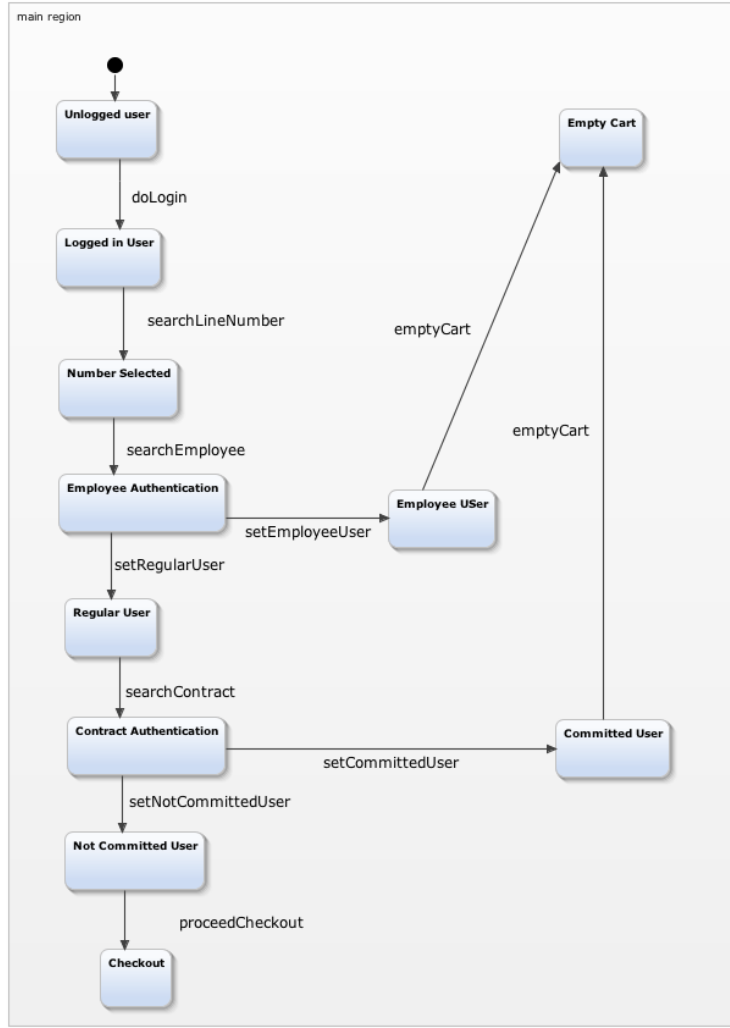 main region
Unlogged user
Empty Cart
doLogin
Logged in User
searchLineNumber
emptyCart
Number Selected
searchEmployee
emptyCart
Employee Authentication
Employee USer
setEmployeeUser
setRegularUser
Regular User
searchContract
Contract Authentication
Committed User
setCommittedUser
setNotCommittedUser
Not Committed User
proceedCheckout
Checkout